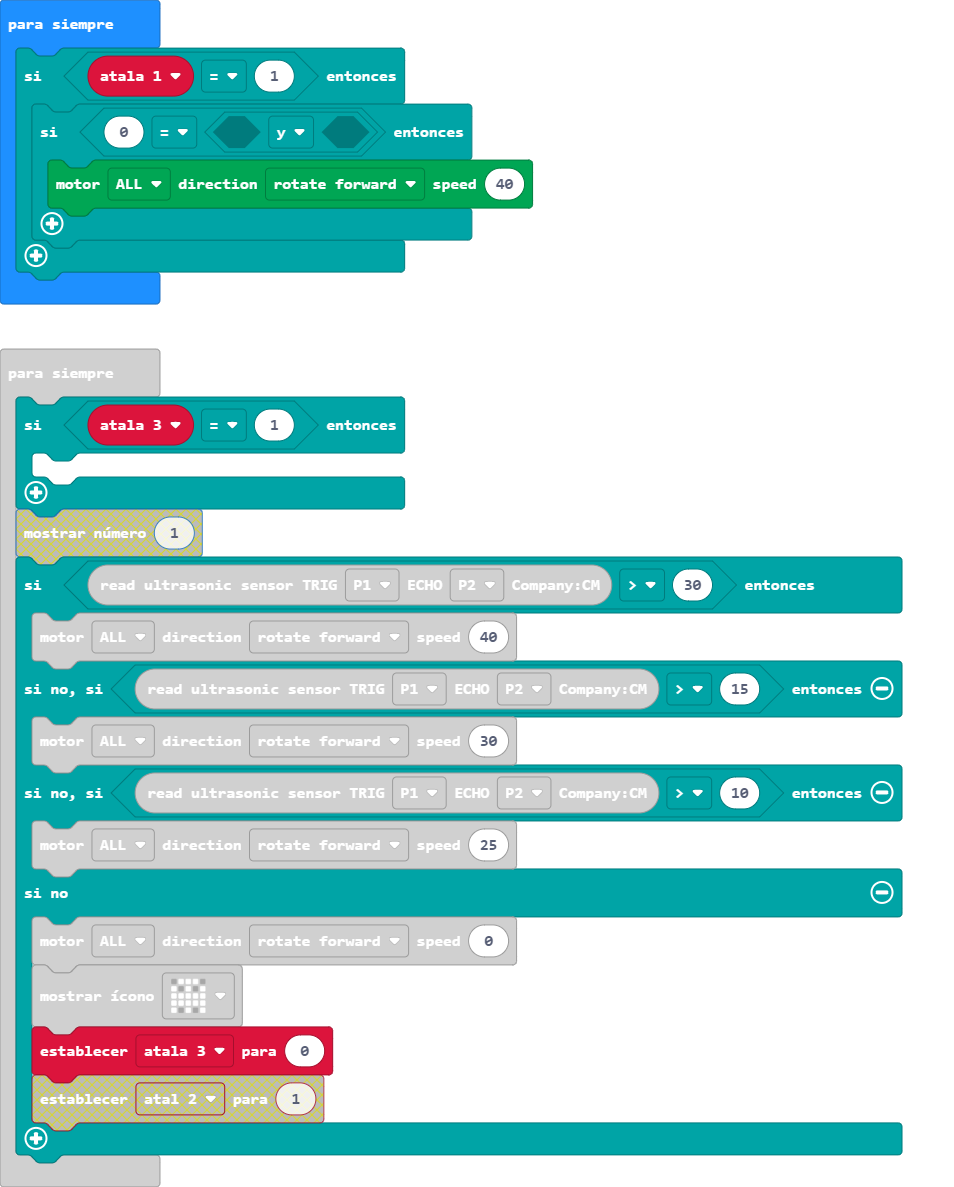 para siempre
si atala 1 = 1 entonces
si 0 = y entonces
motor ALL direction rotate forward speed 40
para siempre
si atala 3 = 1 entonces
mostrar número 1
si read ultrasonic sensor TRIG P1 ECHO P2 Company:CM > 30 entonces
motor ALL direction rotate forward speed 40
si no, si read ultrasonic sensor TRIG P1 ECHO P2 Company:CM > 15 entonces
motor ALL direction rotate forward speed 30
si no, si read ultrasonic sensor TRIG P1 ECHO P2 Company:CM > 10 entonces
motor ALL direction rotate forward speed 25
si no
motor ALL direction rotate forward speed 0
mostrar ícono
establecer atala 3 para 0
establecer atal 2 para 1